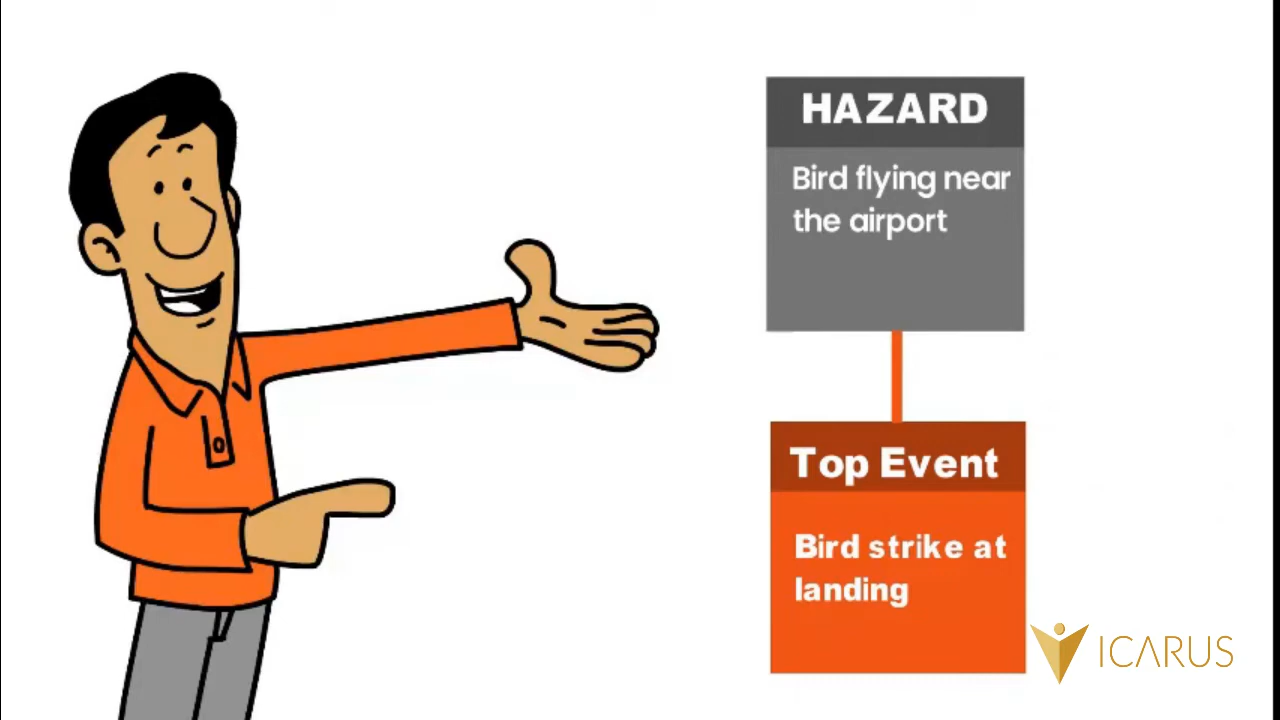 HAZARD
Bird flying near
the airport
Top Event
Bird strike at
landing
ICARUS